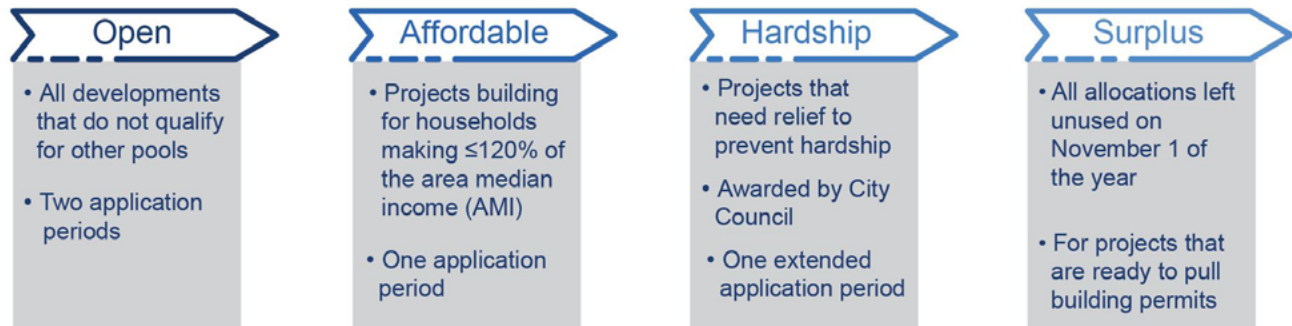 Open
• All developments
that do not qualify
for other pools
• Two application
periods
Affordable
• Projects building
for households
making ≤120% of
the area median
income (AMI)
• One application
period
Hardship
• Projects that
need relief to
prevent hardship
• Awarded by City
Council
• One extended
application period
Surplus
• All allocations left
unused on
November 1 of
the year
• For projects that
are ready to pull
building permits